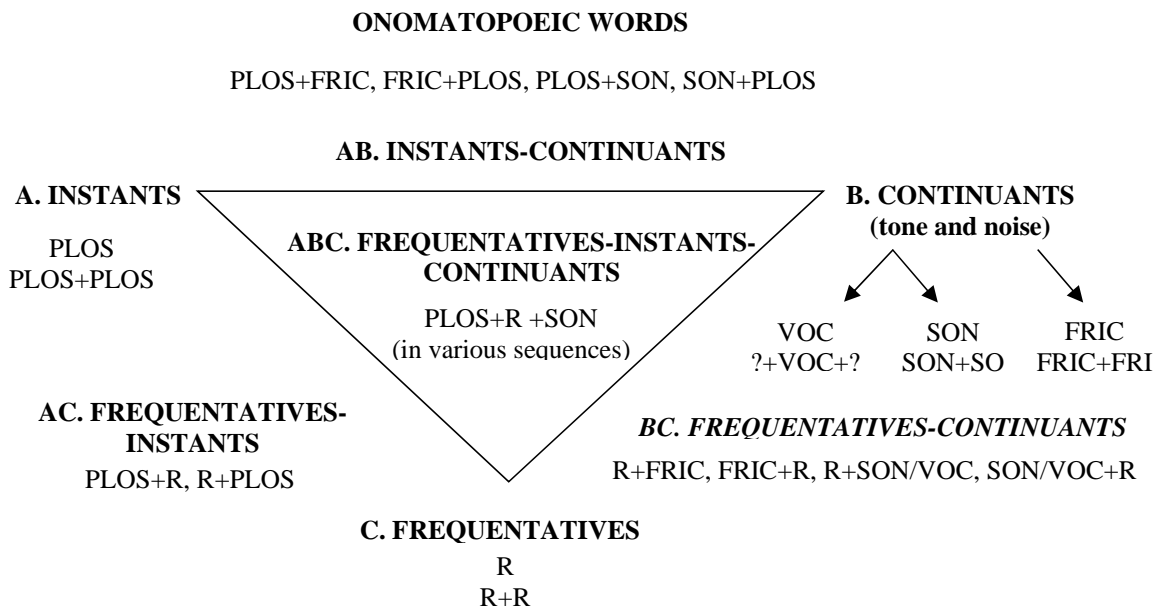 ONOMATOPOEIC WORDS
PLOS+FRIC, FRIC+PLOS, PLOS+SON, SON+PLOS
AB. INSTANTS-CONTINUANTS
A. INSTANTS
PLOS
PLOS+PLOS
B. CONTINUANTS
(tone and noise)
ABC. FREQUENTATIVES-INSTANTS-
CONTINUANTS
PLOS+R +SON
(in various sequences)
VOC
?+VOC+?
SON
SON+SO
FRIC
FRIC+FRI
AC. FREQUENTATIVES-
INSTANTS
PLOS+R, R+PLOS
BC. FREQUENTATIVES-CONTINUANTS
R+FRIC, FRIC+R, R+SON/VOC, SON/VOC+R
C. FREQUENTATIVES
R
R+R